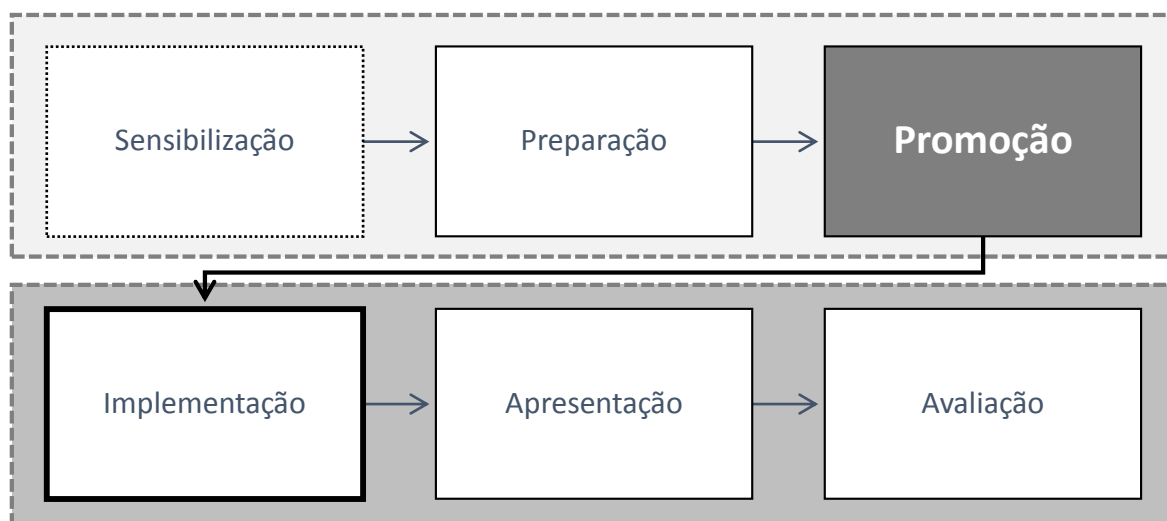 Sensibilização
Preparação
Promoção
Implementação
Apresentação
Avaliação